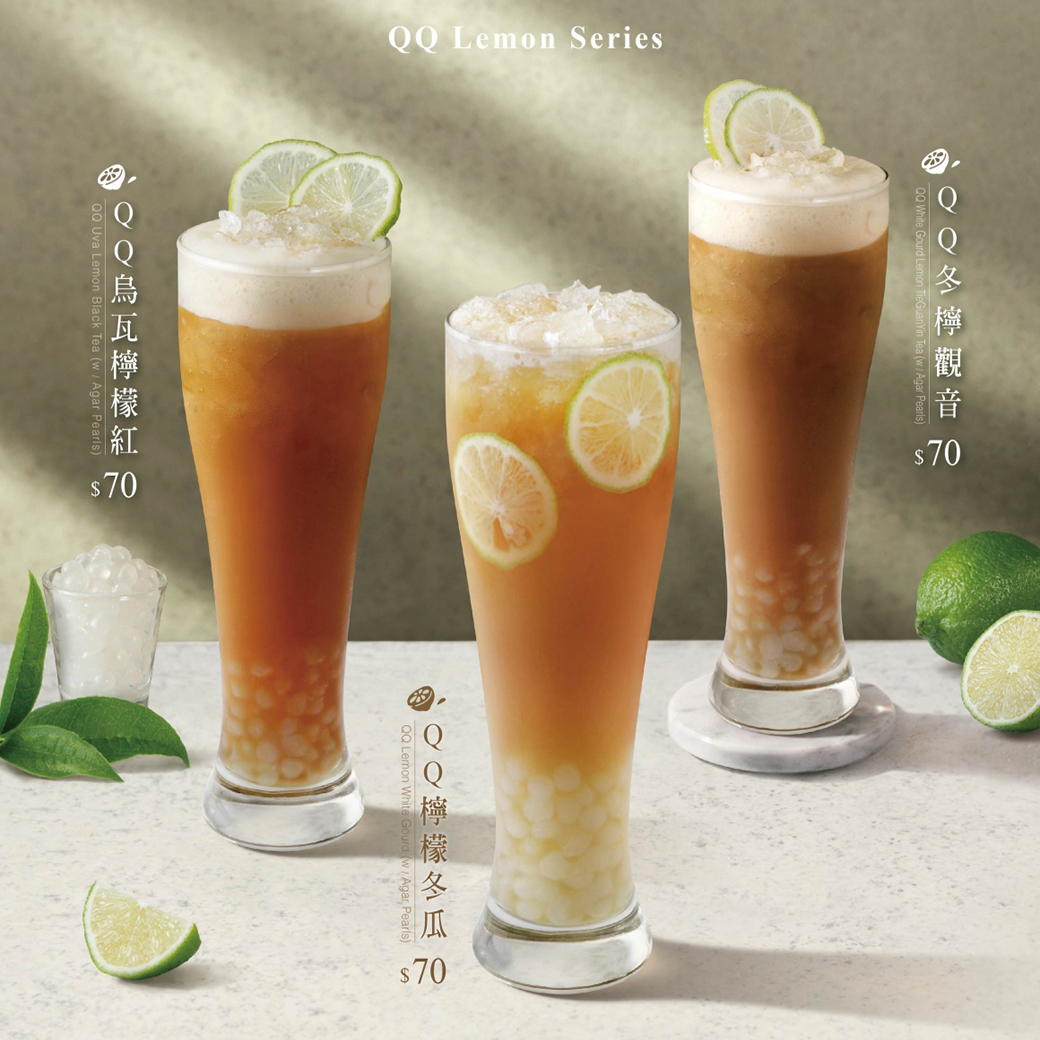 QQ Lemon Series
QQ烏瓦檸檬紅
QQ Uva Lemon Black Tea (w / Agar Pearls)
$70
QQ檸檬冬瓜
QQ Lemon White Gourd (w / Agar Pearls)
$70
QQ冬檸觀音
QQ White Gourd Lemon TieGuanYin Tea (w / Agar Pearls)
$70